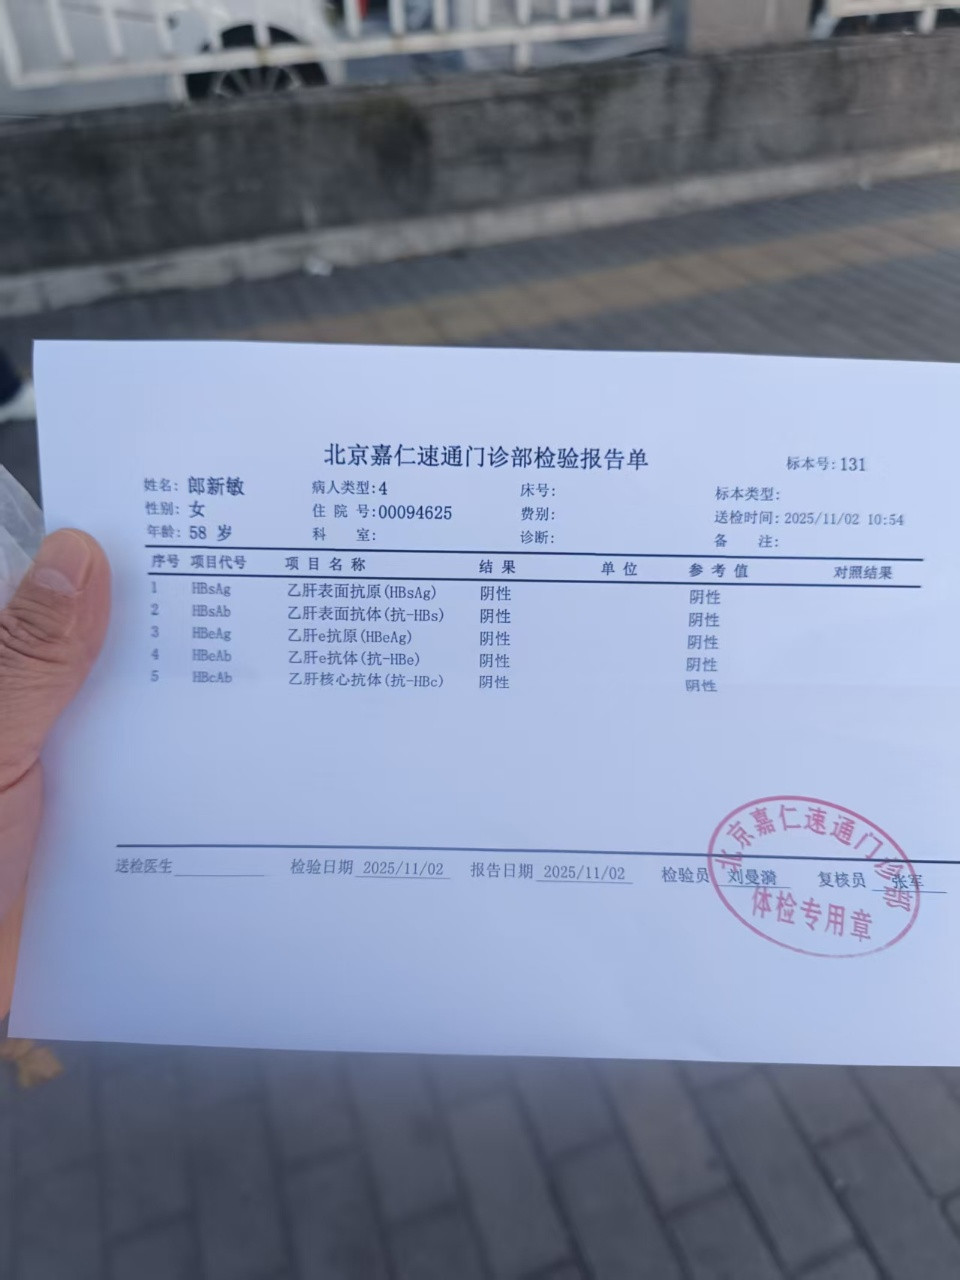 北京嘉仁速通门诊部检验报告单
标本号: 131
姓名: 郎新敏 病人类型: 4 床号: 标本类型:
性别: 女 住 院 号: 00094625 费别: 送检时间: 2025/11/02 10:54
年龄: 58 岁 科 室: 诊断: 备 注:
序号 项目代号 项 目 名 称 结 果 单 位 参 考 值 对照结果
1 HBsAg 乙肝表面抗原(HBsAg) 阴性 阴性
2 HBsAb 乙肝表面抗体(抗-HBs) 阴性 阴性
3 HBeAg 乙肝e抗原(HBeAg) 阴性 阴性
4 HBeAb 乙肝e抗体(抗-HBe) 阴性 阴性
5 HBcAb 乙肝核心抗体(抗-HBc) 阴性 阴性
送检医生 检验日期 2025/11/02 报告日期 2025/11/02 检验员 刘曼漪 复核员 张军
北京嘉仁速通门诊部
体检专用章